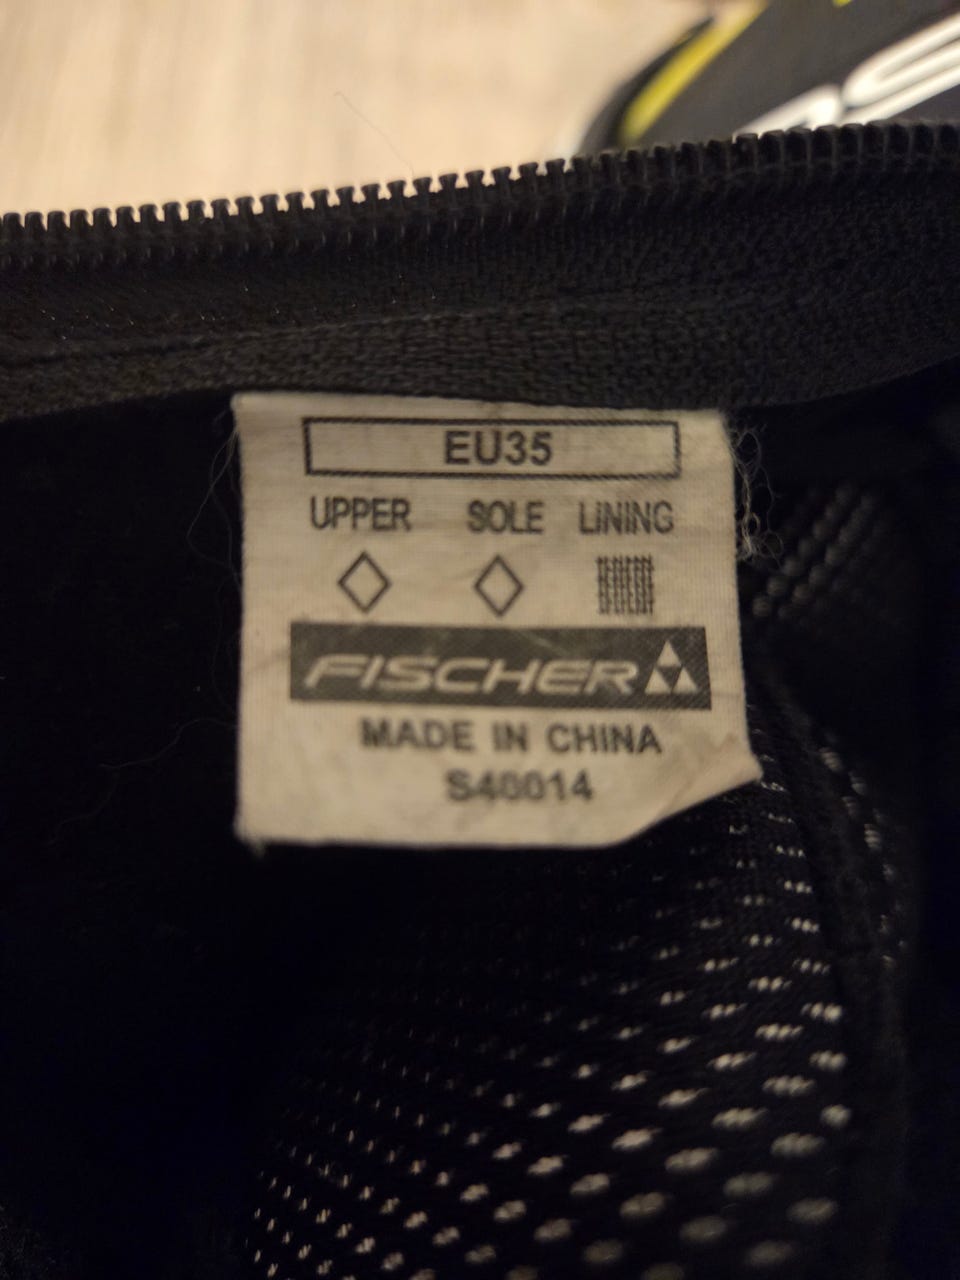 EU35
UPPER SOLE LINING
FISCHER
MADE IN CHINA
S40014